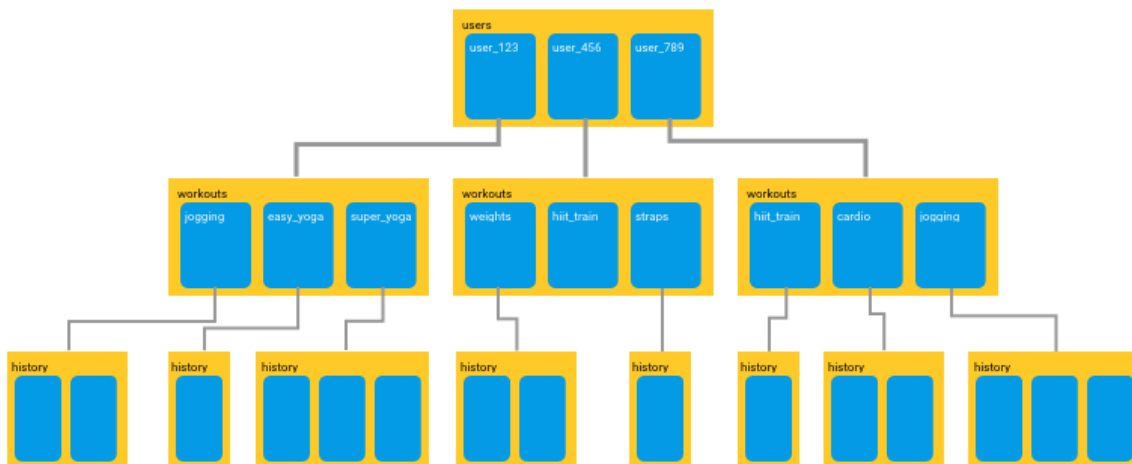 users
user_123 user_456 user_789
workouts workouts workouts
jogging easy_yoga super_yoga weights hiit_train straps hiit_train cardio jogging
history history history history history history history history